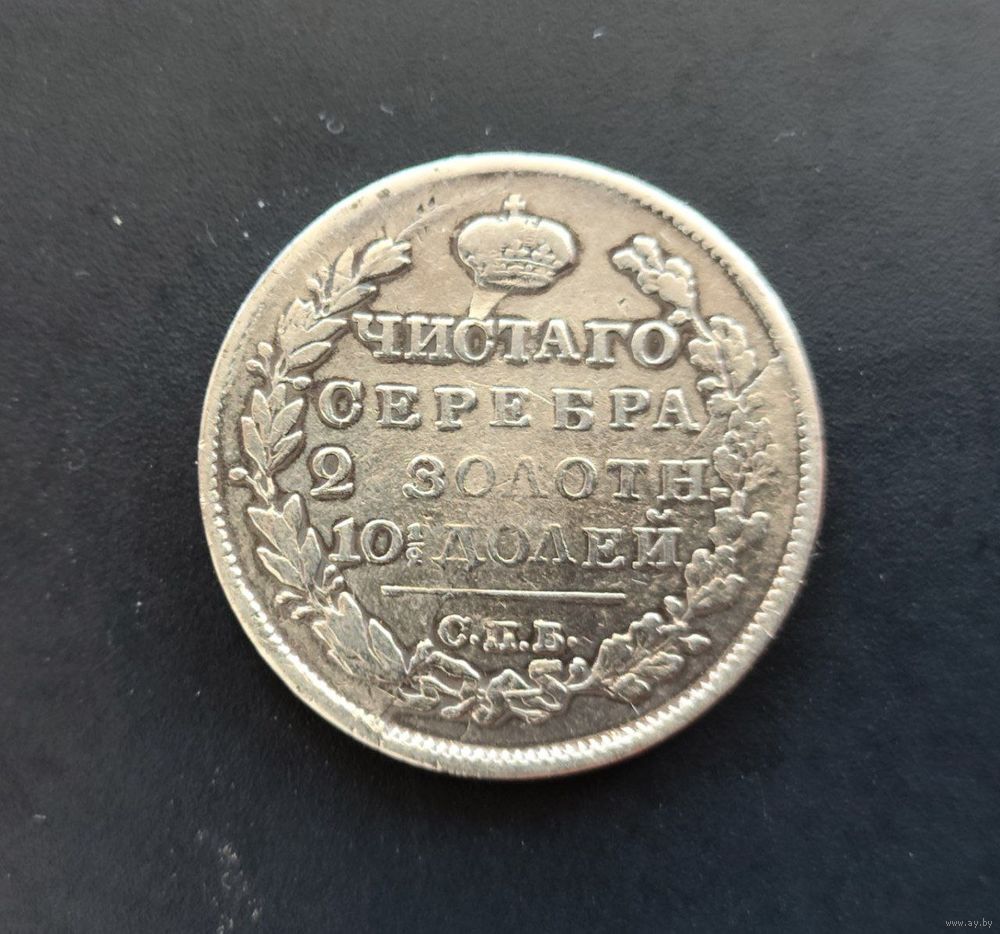 ЧИСТАГО
СЕРЕБРА
2 ЗОЛОТН.
10½ ДОЛЕЙ
С.П.Б.
www.ay.by